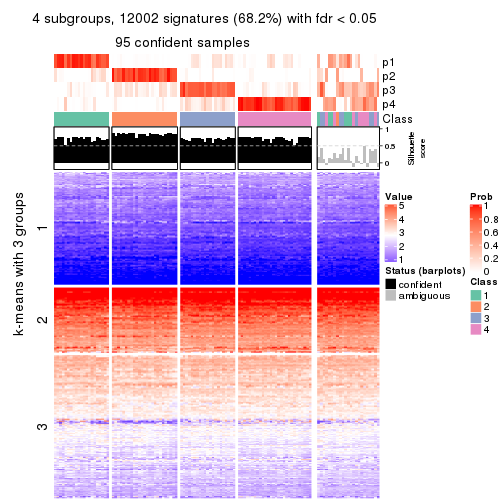 4 subgroups, 12002 signatures (68.2%) with fdr < 0.05
95 confident samples
p1
p2
p3
p4
Class
1
0.5
0
Silhouette
score
k-means with 3 groups
1
2
3
Value
5
4
3
2
1
Status (barplots)
confident
ambiguous
Prob
1
0.8
0.6
0.4
0.2
0
Class
1
2
3
4